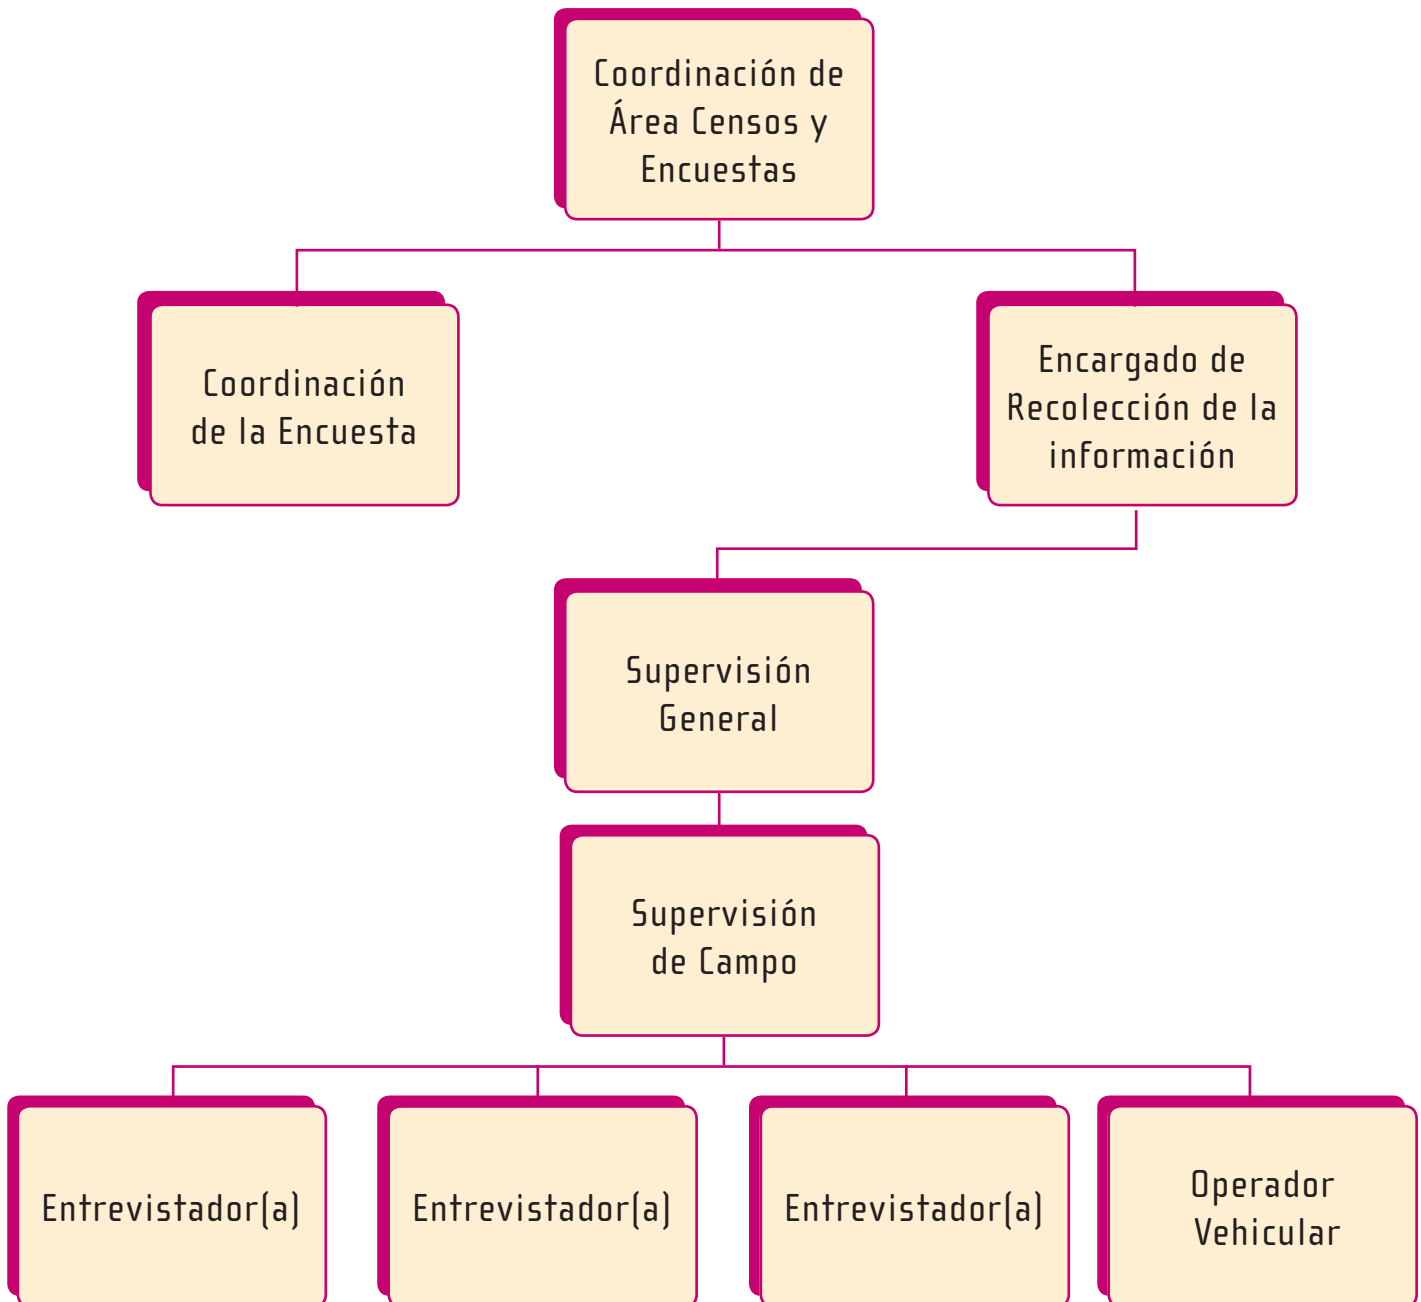 Coordinación de
Área Censos y
Encuestas
Coordinación
de la Encuesta
Encargado de
Recolección de la
información
Supervisión
General
Supervisión
de Campo
Entrevistador(a)
Entrevistador(a)
Entrevistador(a)
Operador
Vehicular